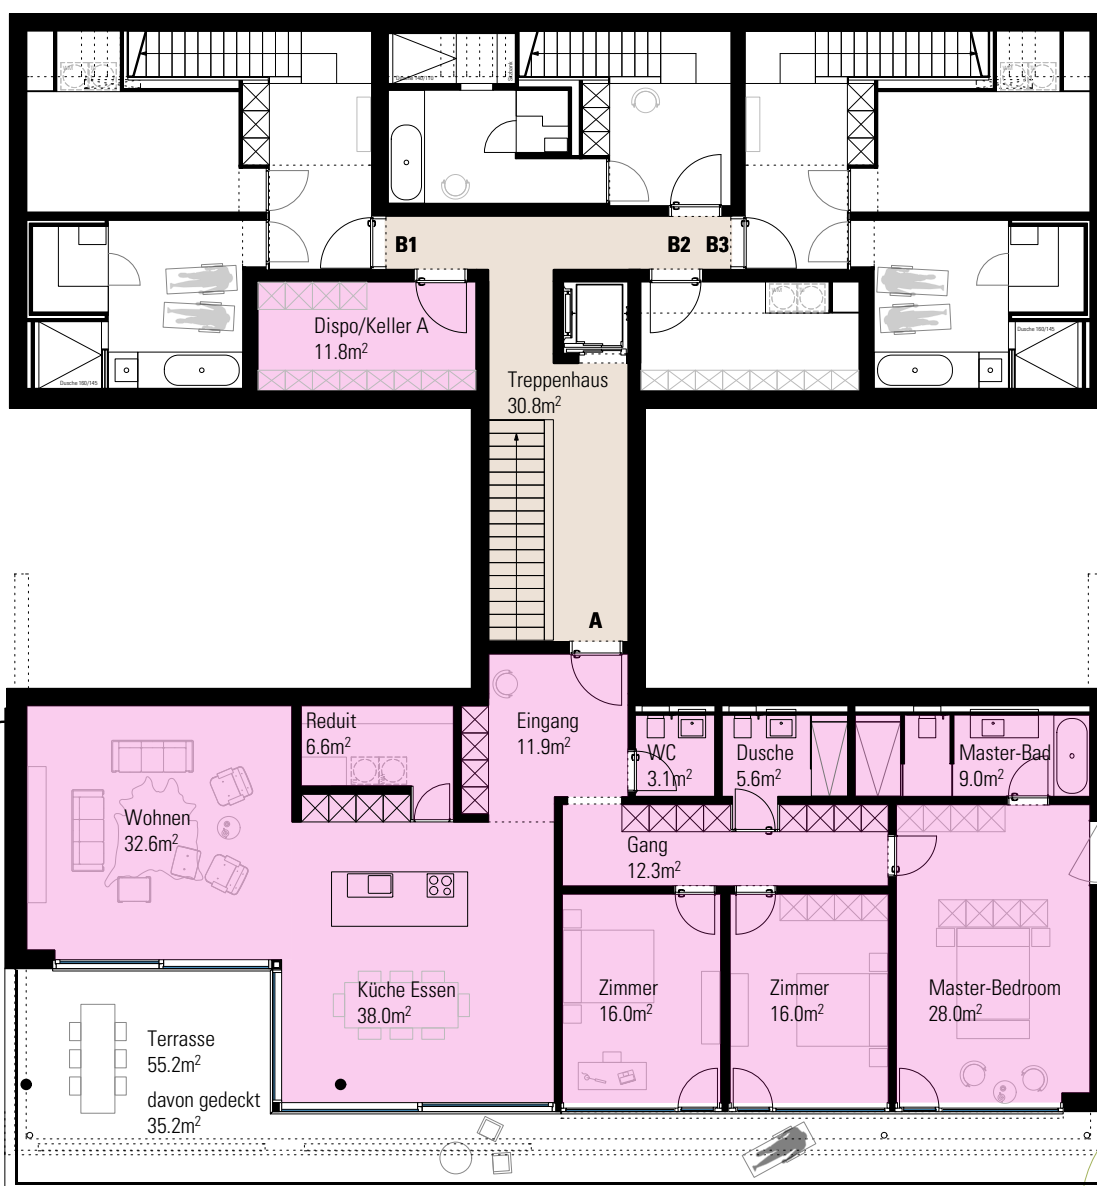 B1
B2 B3
Dispo/Keller A
11.8m²
Dusche 160/145
Dusche 160/145
Treppenhaus
30.8m²
A
Reduit
6.6m²
Eingang
11.9m²
WC
3.1m²
Dusche
5.6m²
Master-Bad
9.0m²
Wohnen
32.6m²
Gang
12.3m²
Küche Essen
38.0m²
Zimmer
16.0m²
Zimmer
16.0m²
Master-Bedroom
28.0m²
Terrasse
55.2m²
davon gedeckt
35.2m²